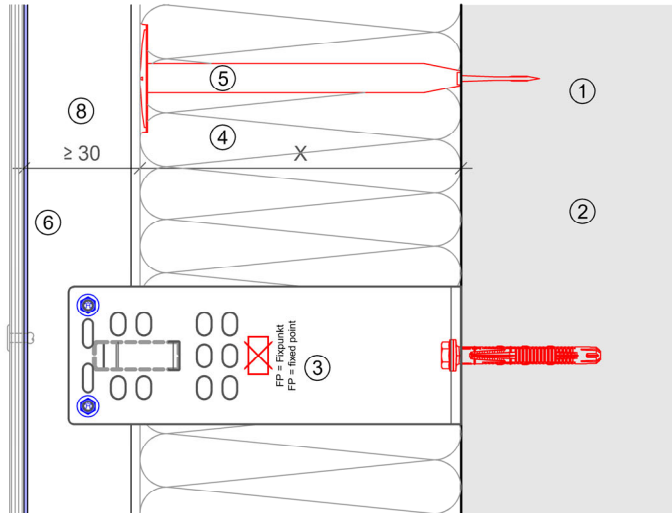 5
1
8
4
≥ 30
X
6
2
FP = Fixpunkt
FP = fixed point
3